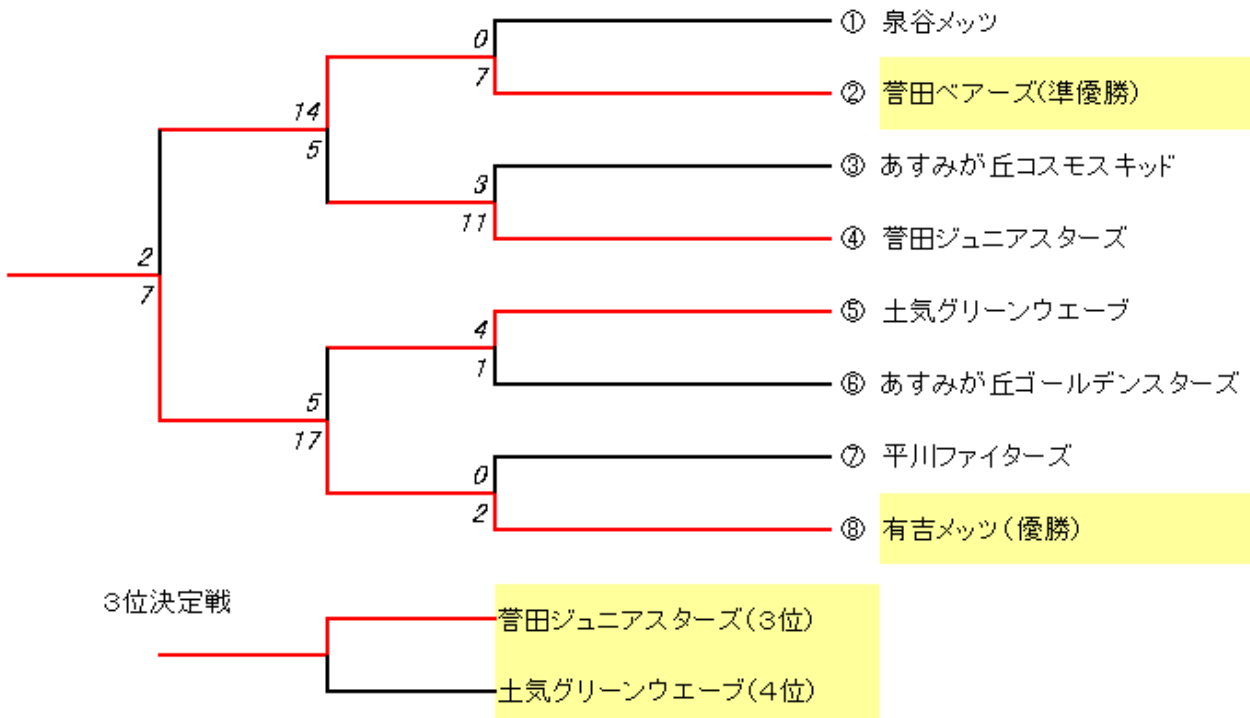 ① 泉谷メッツ
0
7
② 誉田ベアーズ(準優勝)
14
5
③ あすみが丘コスモスキッド
3
11
④ 誉田ジュニアスターズ
2
7
⑤ 土気グリーンウエーブ
4
1
⑥ あすみが丘ゴールデンスターズ
5
17
⑦ 平川ファイターズ
0
2
⑧ 有吉メッツ(優勝)
3位決定戦
誉田ジュニアスターズ(3位)
土気グリーンウエーブ(4位)